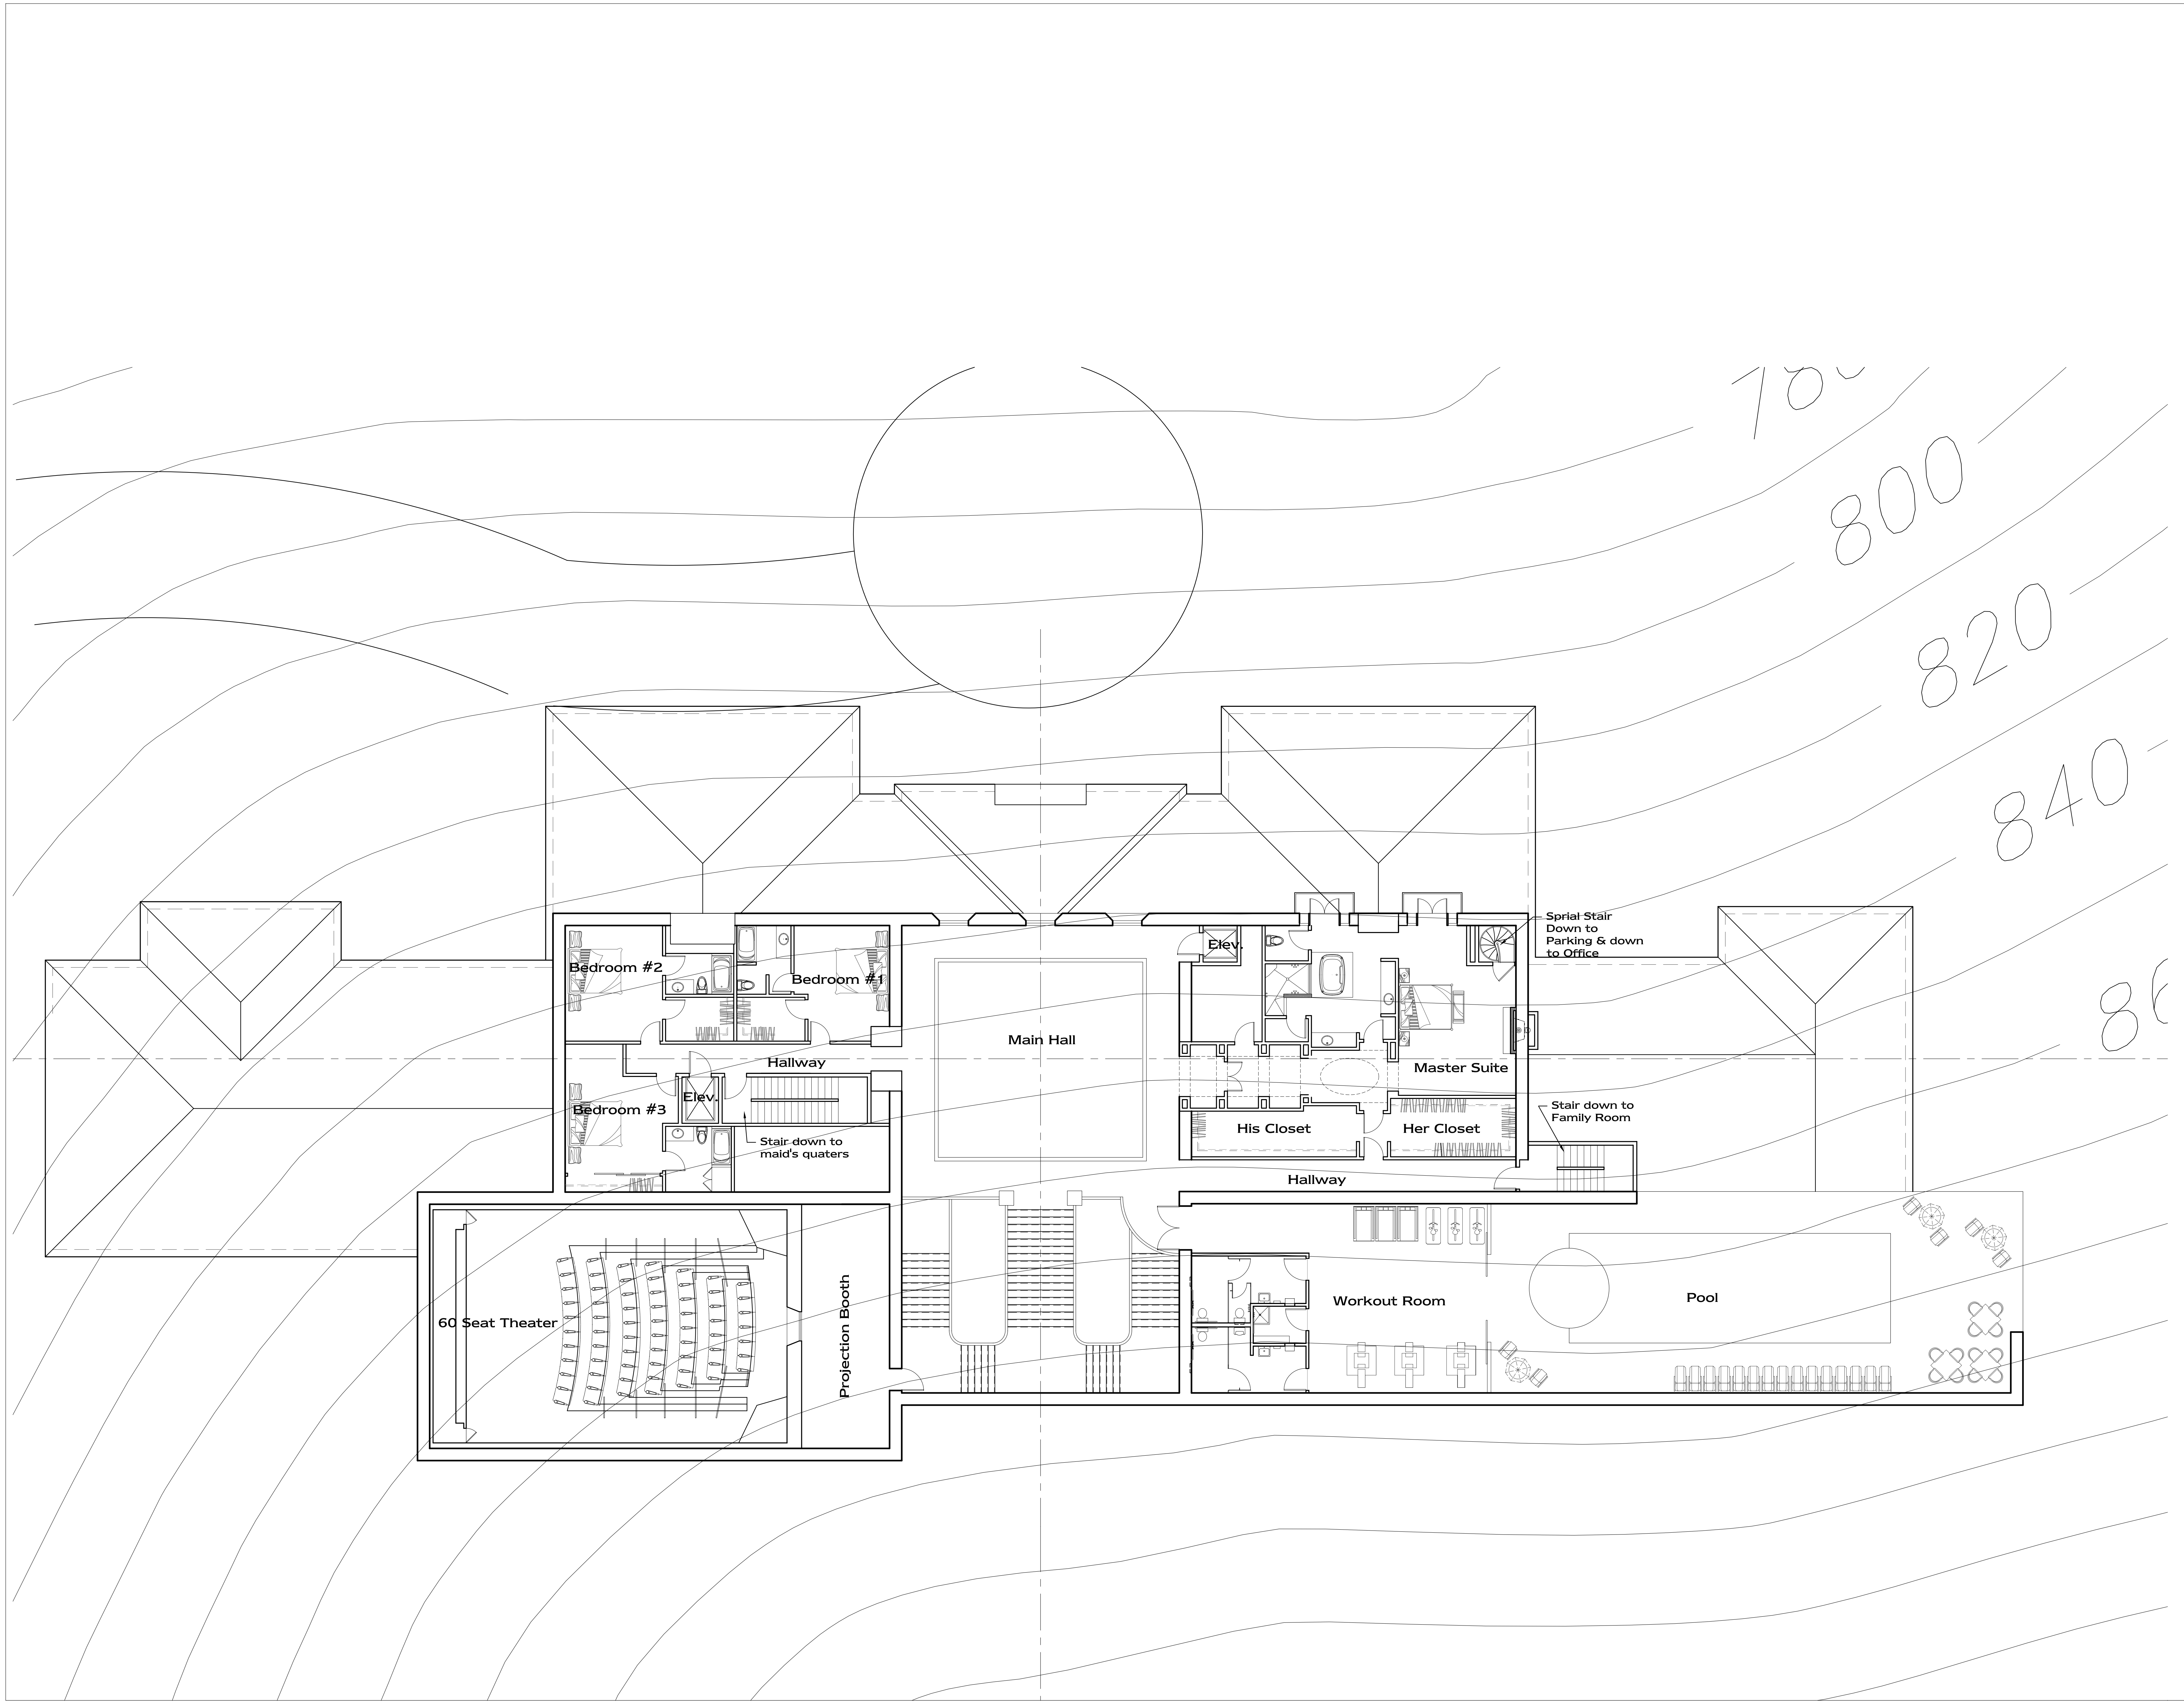 800
820
840
Sprial Stair
Down to
Parking & down
to Office
Elev.
Bedroom #2
Bedroom #1
Main Hall
Hallway
Master Suite
Elev.
Bedroom #3
Stair down to
Family Room
His Closet
Her Closet
Stair down to
maid's quaters
Hallway
Pool
Workout Room
60 Seat Theater
Projection Booth